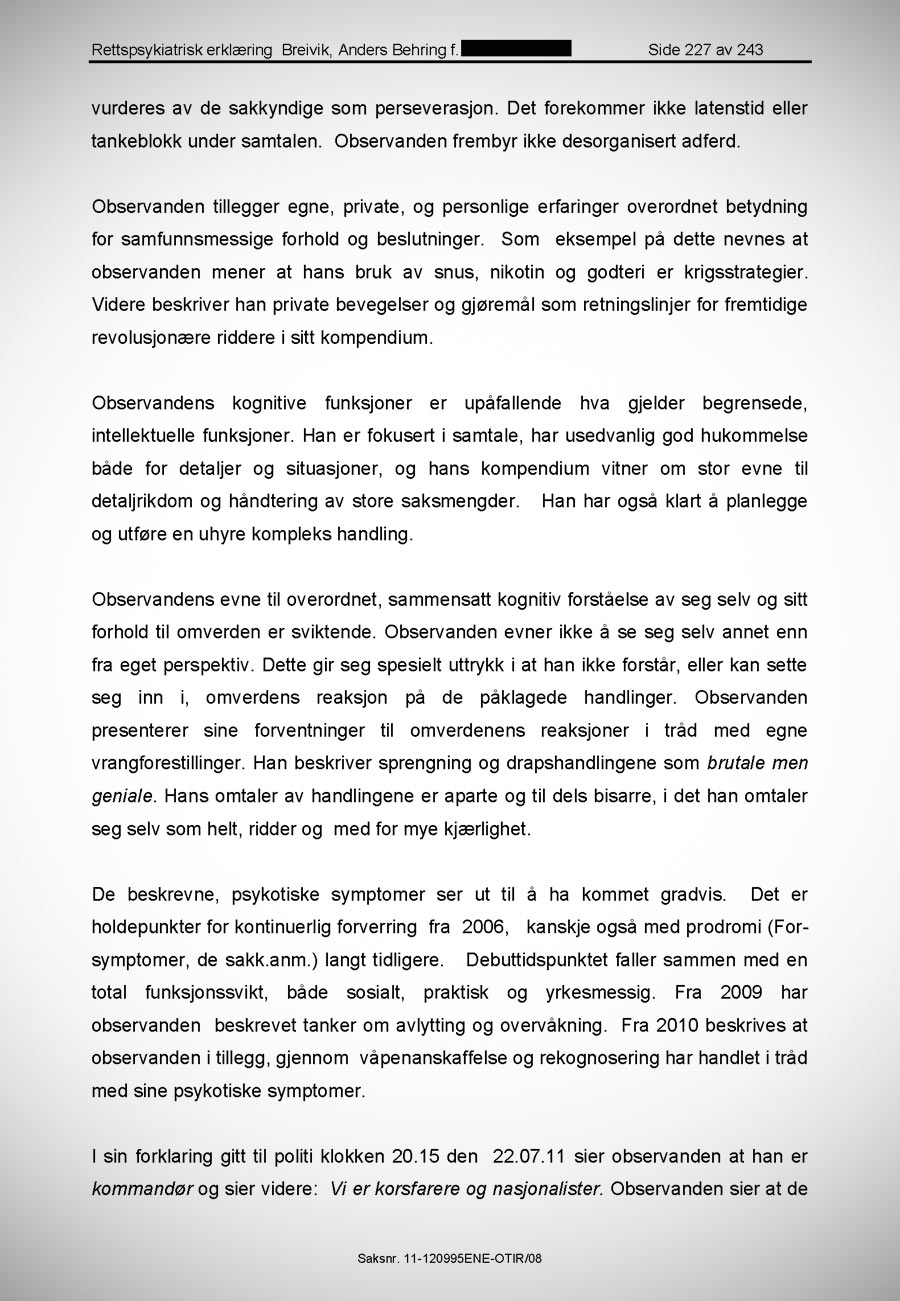 Rettspsykiatrisk erklæring Breivik, Anders Behring f. Side 227 av 243
vurderes av de sakkyndige som perseverasjon. Det forekommer ikke latenstid eller
tankeblokk under samtalen. Observanden frembyr ikke desorganisert adferd.
Observanden tillegger egne, private, og personlige erfaringer overordnet betydning
for samfunnsmessige forhold og beslutninger. Som eksempel på dette nevnes at
observanden mener at hans bruk av snus, nikotin og godteri er krigsstrategier.
Videre beskriver han private bevegelser og gjøremål som retningslinjer for fremtidige
revolusjonære riddere i sitt kompendium.
Observandens kognitive funksjoner er upåfallende hva gjelder begrensede,
intellektuelle funksjoner. Han er fokusert i samtale, har usedvanlig god hukommelse
både for detaljer og situasjoner, og hans kompendium vitner om stor evne til
detaljrikdom og håndtering av store saksmengder. Han har også klart å planlegge
og utføre en uhyre kompleks handling.
Observandens evne til overordnet, sammensatt kognitiv forståelse av seg selv og sitt
forhold til omverden er sviktende. Observanden evner ikke å se seg selv annet enn
fra eget perspektiv. Dette gir seg spesielt uttrykk i at han ikke forstår, eller kan sette
seg inn i, omverdens reaksjon på de påklagede handlinger. Observanden
presenterer sine forventninger til omverdenens reaksjoner i tråd med egne
vrangforestillinger. Han beskriver sprengning og drapshandlingene som brutale men
geniale. Hans omtaler av handlingene er aparte og til dels bisarre, i det han omtaler
seg selv som helt, ridder og med for mye kjærlighet.
De beskrevne, psykotiske symptomer ser ut til å ha kommet gradvis. Det er
holdepunkter for kontinuerlig forverring fra 2006, kanskje også med prodromi (For-
symptomer, de sakk.anm.) langt tidligere. Debuttidspunktet faller sammen med en
total funksjonssvikt, både sosialt, praktisk og yrkesmessig. Fra 2009 har
observanden beskrevet tanker om avlytting og overvåkning. Fra 2010 beskrives at
observanden i tillegg, gjennom våpenanskaffelse og rekognosering har handlet i tråd
med sine psykotiske symptomer.
I sin forklaring gitt til politi klokken 20.15 den 22.07.11 sier observanden at han er
kommandør og sier videre: Vi er korsfarere og nasjonalister. Observanden sier at de
Saksnr. 11-120995ENE-OTIR/08